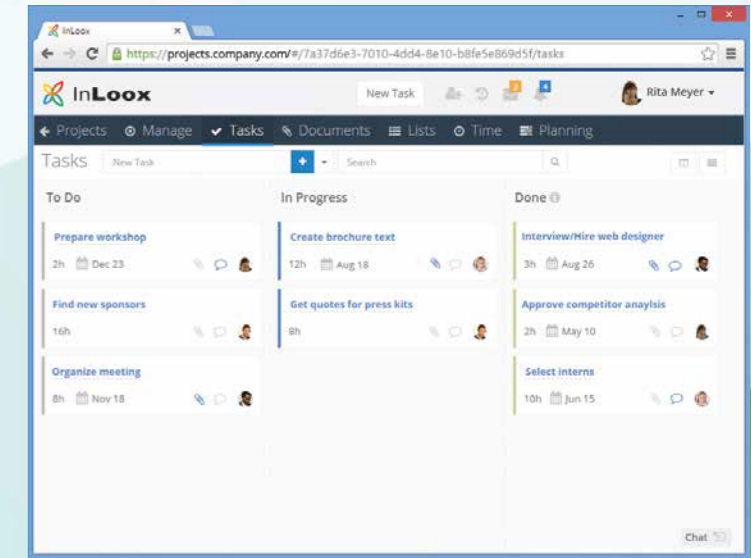 InLoox
https://projects.company.com/#/7a37d6e3-7010-4dd4-8e10-b8fe5e869d5f/tasks
InLoox
New Task
2
4
Rita Meyer
Projects Manage Tasks Documents Lists Time Planning
Tasks New Task + Search
To Do
Prepare workshop
2h Dec 23
Find new sponsors
16h
Organize meeting
8h Nov 18
In Progress
Create brochure text
12h Aug 18
Get quotes for press kits
8h
Done
Interview/Hire web designer
3h Aug 26
Approve competitor anaylsis
2h May 10
Select interns
10h Jun 15
Chat